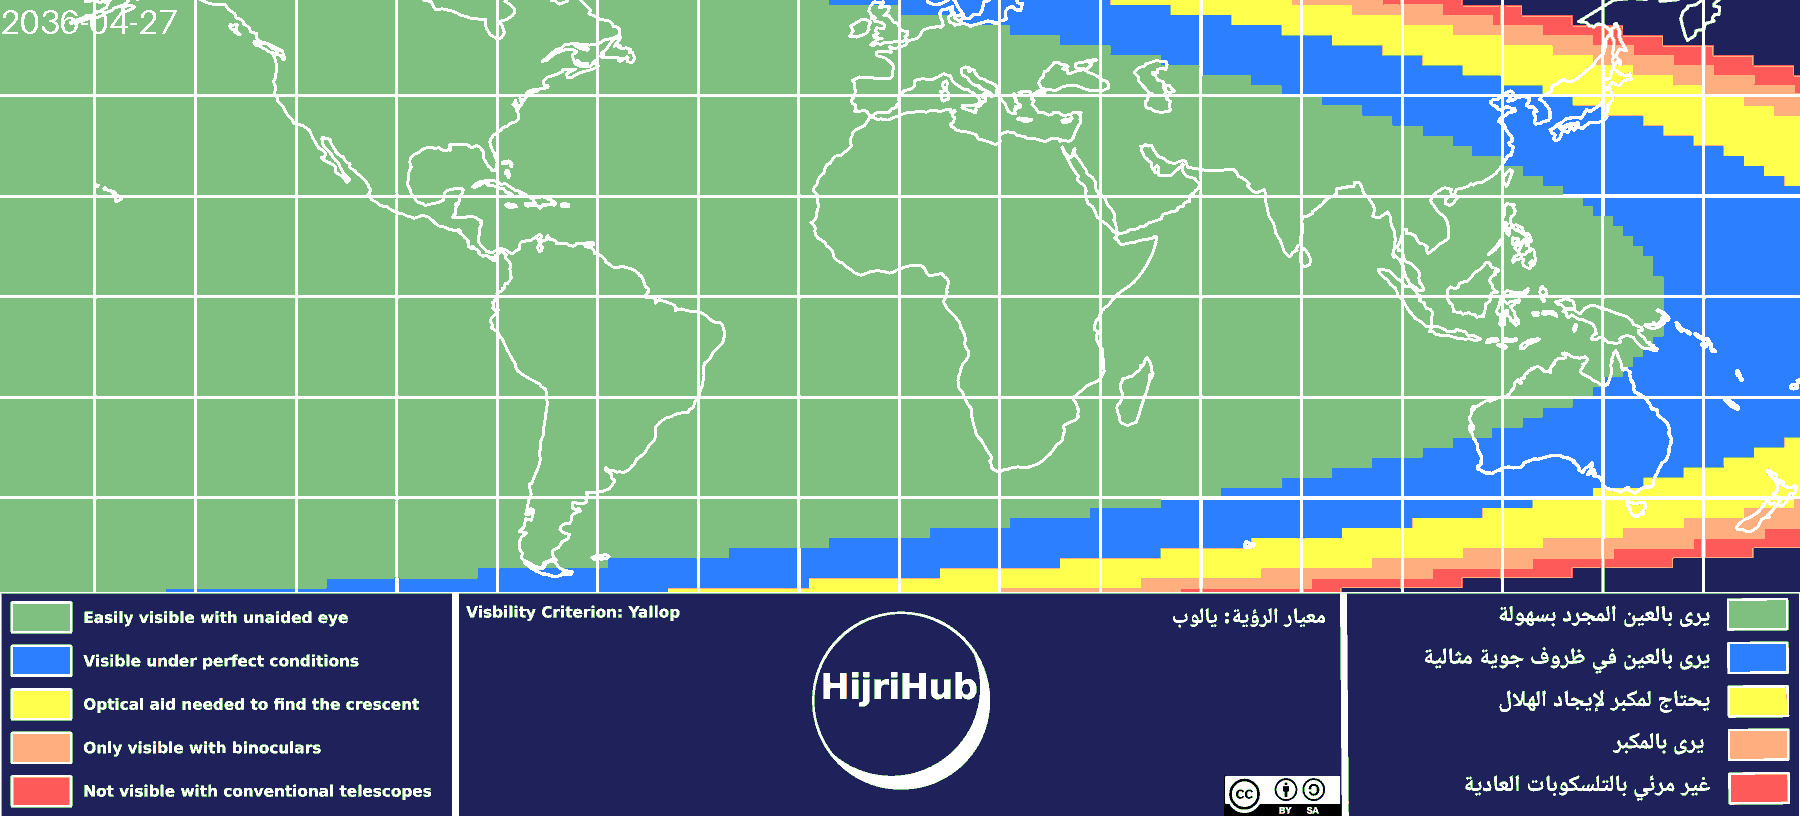 2036-04-27
Easily visible with unaided eye
Visible under perfect conditions
Optical aid needed to find the crescent
Only visible with binoculars
Not visible with conventional telescopes
Visbility Criterion: Yallop
معيار الرؤية: يالوب
HijriHub
cc
BY SA
يرى بالعين المجرد بسهولة
يرى بالعين في ظروف جوية مثالية
يحتاج لمكبر لإيجاد الهلال
يرى بالمكبر
غير مرئي بالتلسكوبات العادية